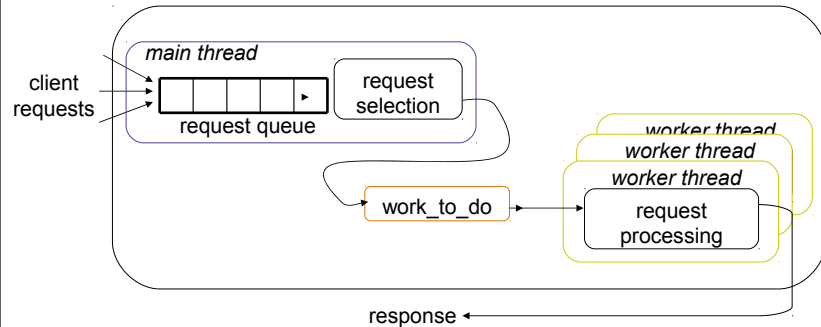 main thread
client
requests
request
selection
request queue
worker thread
worker thread
worker thread
work_to_do
request
processing
response